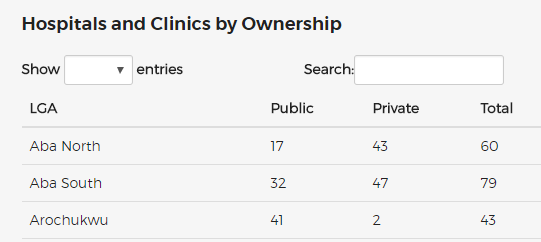 Hospitals and Clinics by Ownership
Show entries Search:
LGA Public Private Total
Aba North 17 43 60
Aba South 32 47 79
Arochukwu 41 2 43